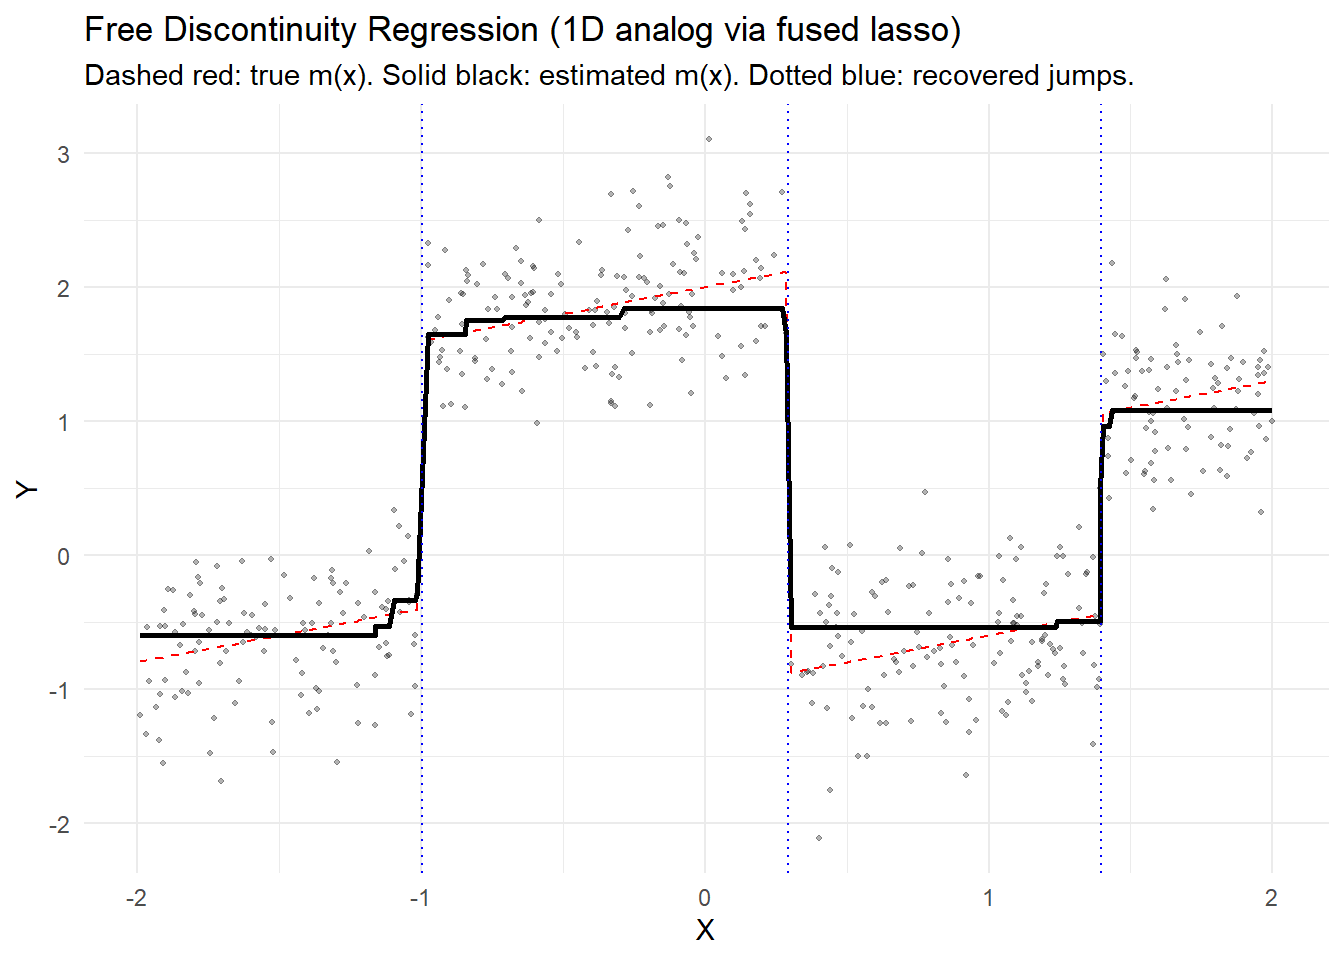 Free Discontinuity Regression (1D analog via fused lasso)
Dashed red: true m(x). Solid black: estimated m(x). Dotted blue: recovered jumps.
3
2
1
0
-1
-2
Y
-2 -1 0 1 2
X